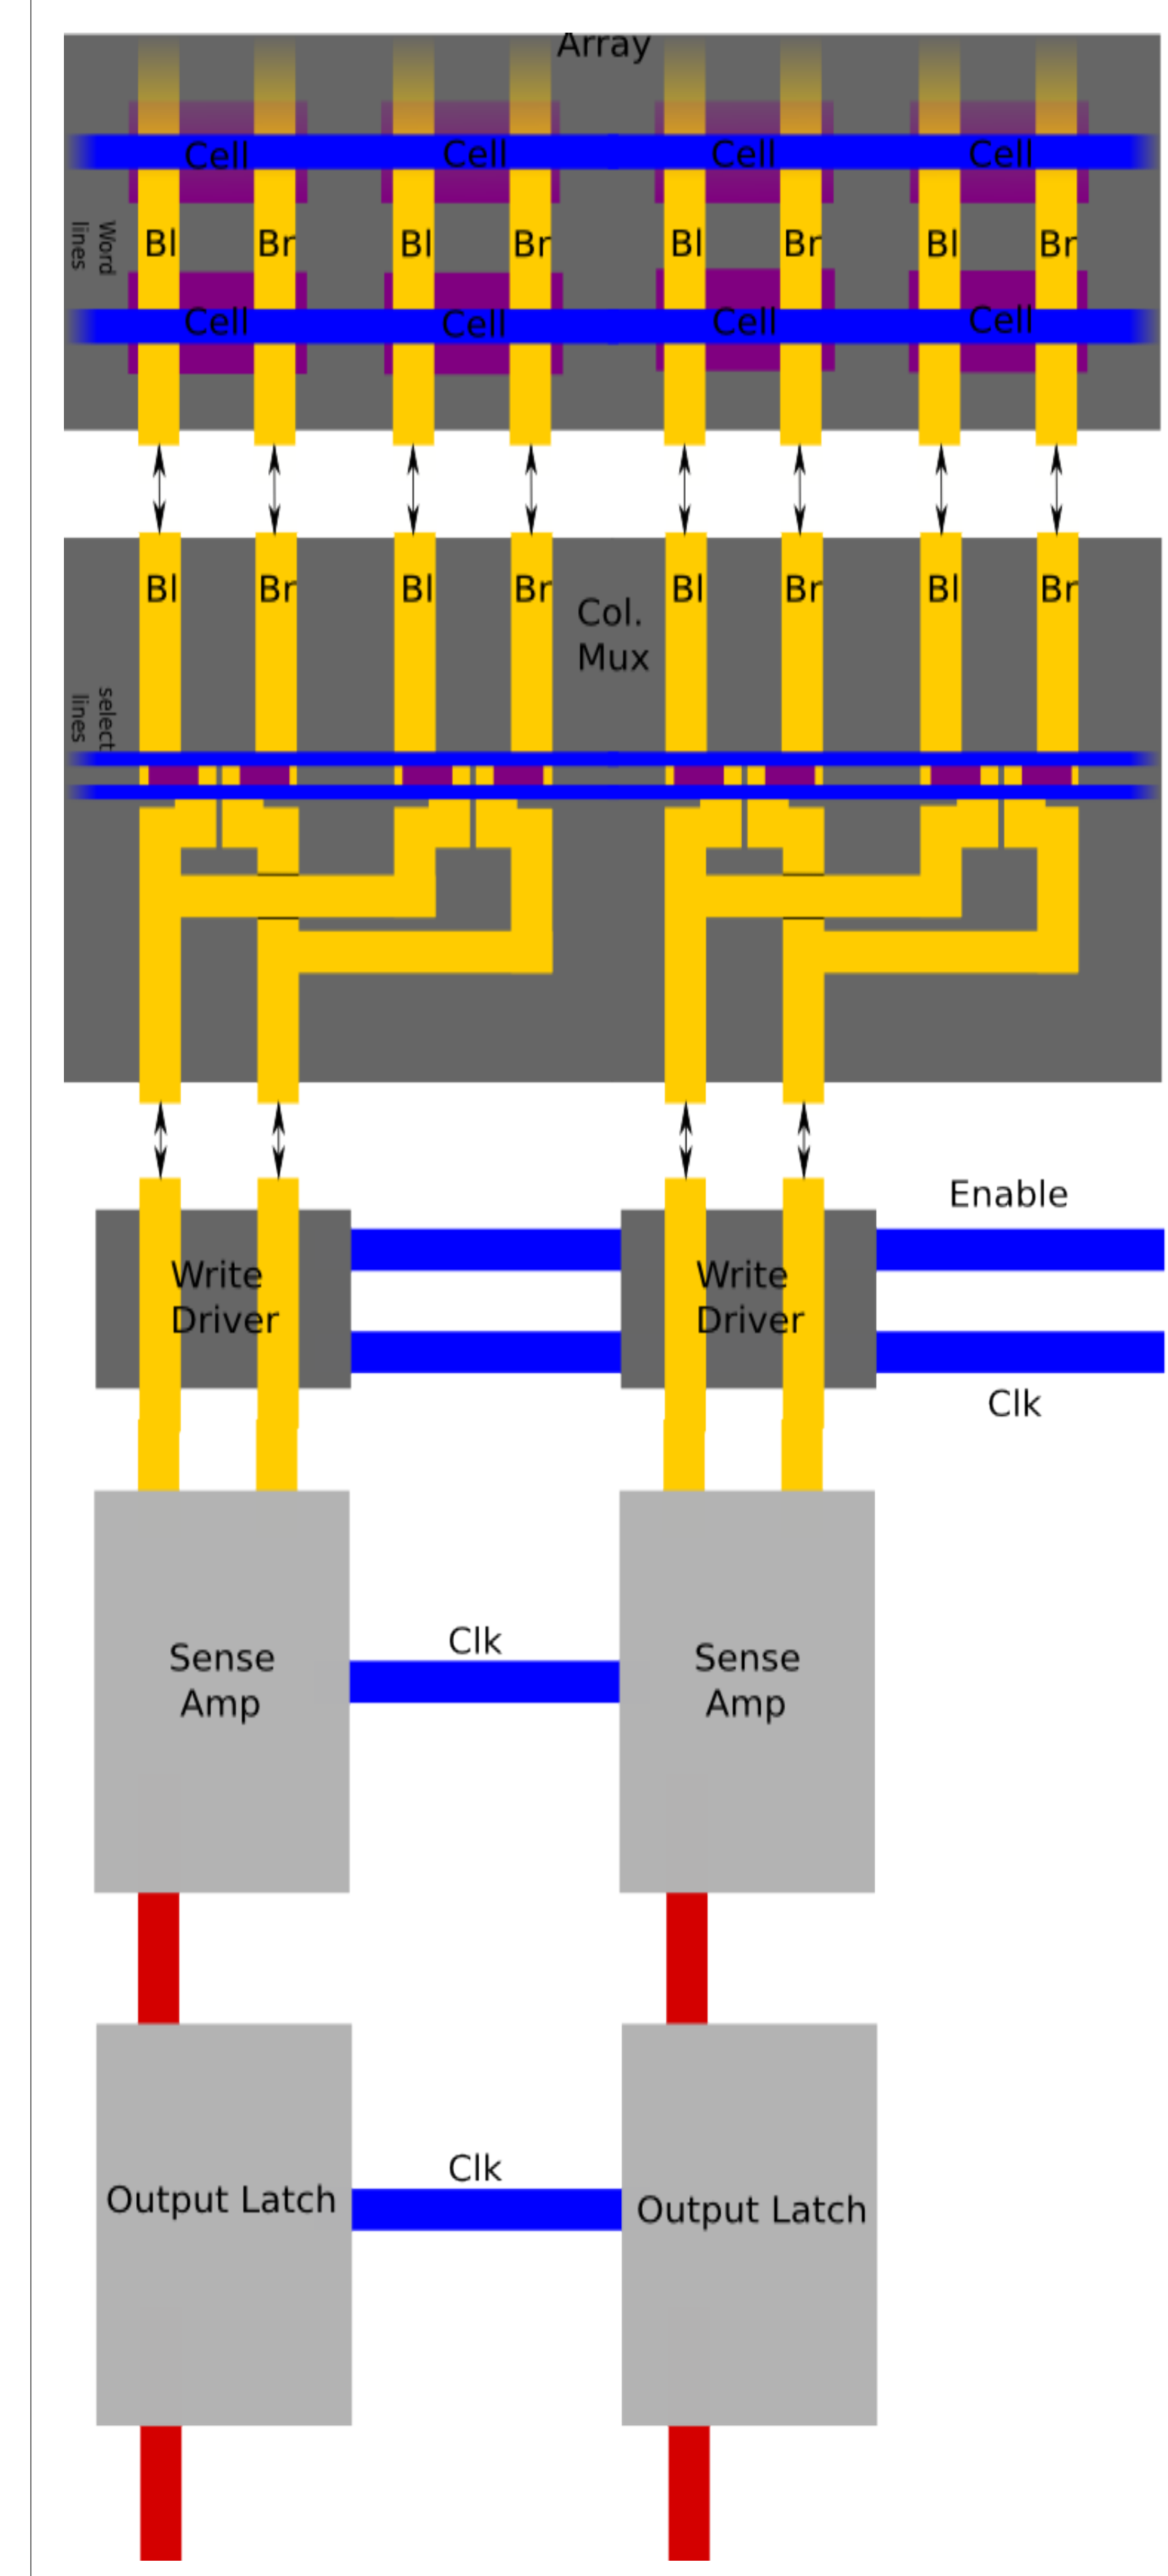 Array
Cell Cell Cell Cell
Word
lines
Bl Br Bl Br Bl Br Bl Br
Cell Cell Cell Cell
Bl Br Bl Br Bl Br Bl Br
Col.
Mux
select
lines
Enable
Write
Driver
Write
Driver
Clk
Clk
Sense
Amp
Sense
Amp
Clk
Output Latch
Output Latch